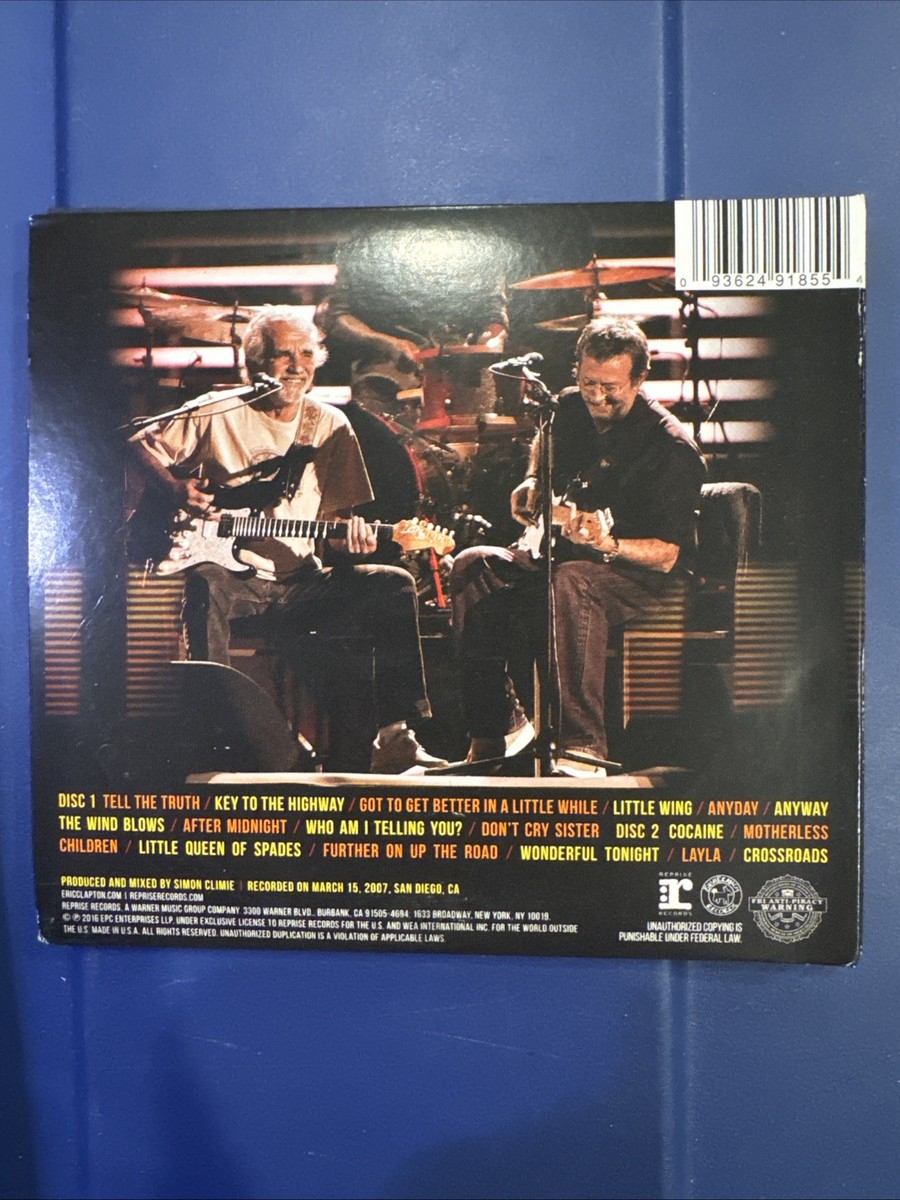 0 93624 91855 4
DISC 1 TELL THE TRUTH / KEY TO THE HIGHWAY / GOT TO GET BETTER IN A LITTLE WHILE / LITTLE WING / ANYDAY / ANYWAY
THE WIND BLOWS / AFTER MIDNIGHT / WHO AM I TELLING YOU? / DON'T CRY SISTER DISC 2 COCAINE / MOTHERLESS
CHILDREN / LITTLE QUEEN OF SPADES / FURTHER ON UP THE ROAD / WONDERFUL TONIGHT / LAYLA / CROSSROADS
PRODUCED AND MIXED BY SIMON CLIMIE | RECORDED ON MARCH 15, 2007, SAN DIEGO, CA
ERICCLAPTON.COM | REPRISERECORDS.COM
REPRISE RECORDS. A WARNER MUSIC GROUP COMPANY. 3300 WARNER BLVD., BURBANK, CA 91505-4694. 1633 BROADWAY, NEW YORK, NY 10019.
© ℗ 2016 EPC ENTERPRISES LLP. UNDER EXCLUSIVE LICENSE TO REPRISE RECORDS FOR THE U.S. AND WEA INTERNATIONAL INC. FOR THE WORLD OUTSIDE
THE U.S. MADE IN U.S.A. ALL RIGHTS RESERVED. UNAUTHORIZED DUPLICATION IS A VIOLATION OF APPLICABLE LAWS.
REPRISE
r
RECORDS
FBI ANTI-PIRACY
WARNING
UNAUTHORIZED COPYING IS
PUNISHABLE UNDER FEDERAL LAW.